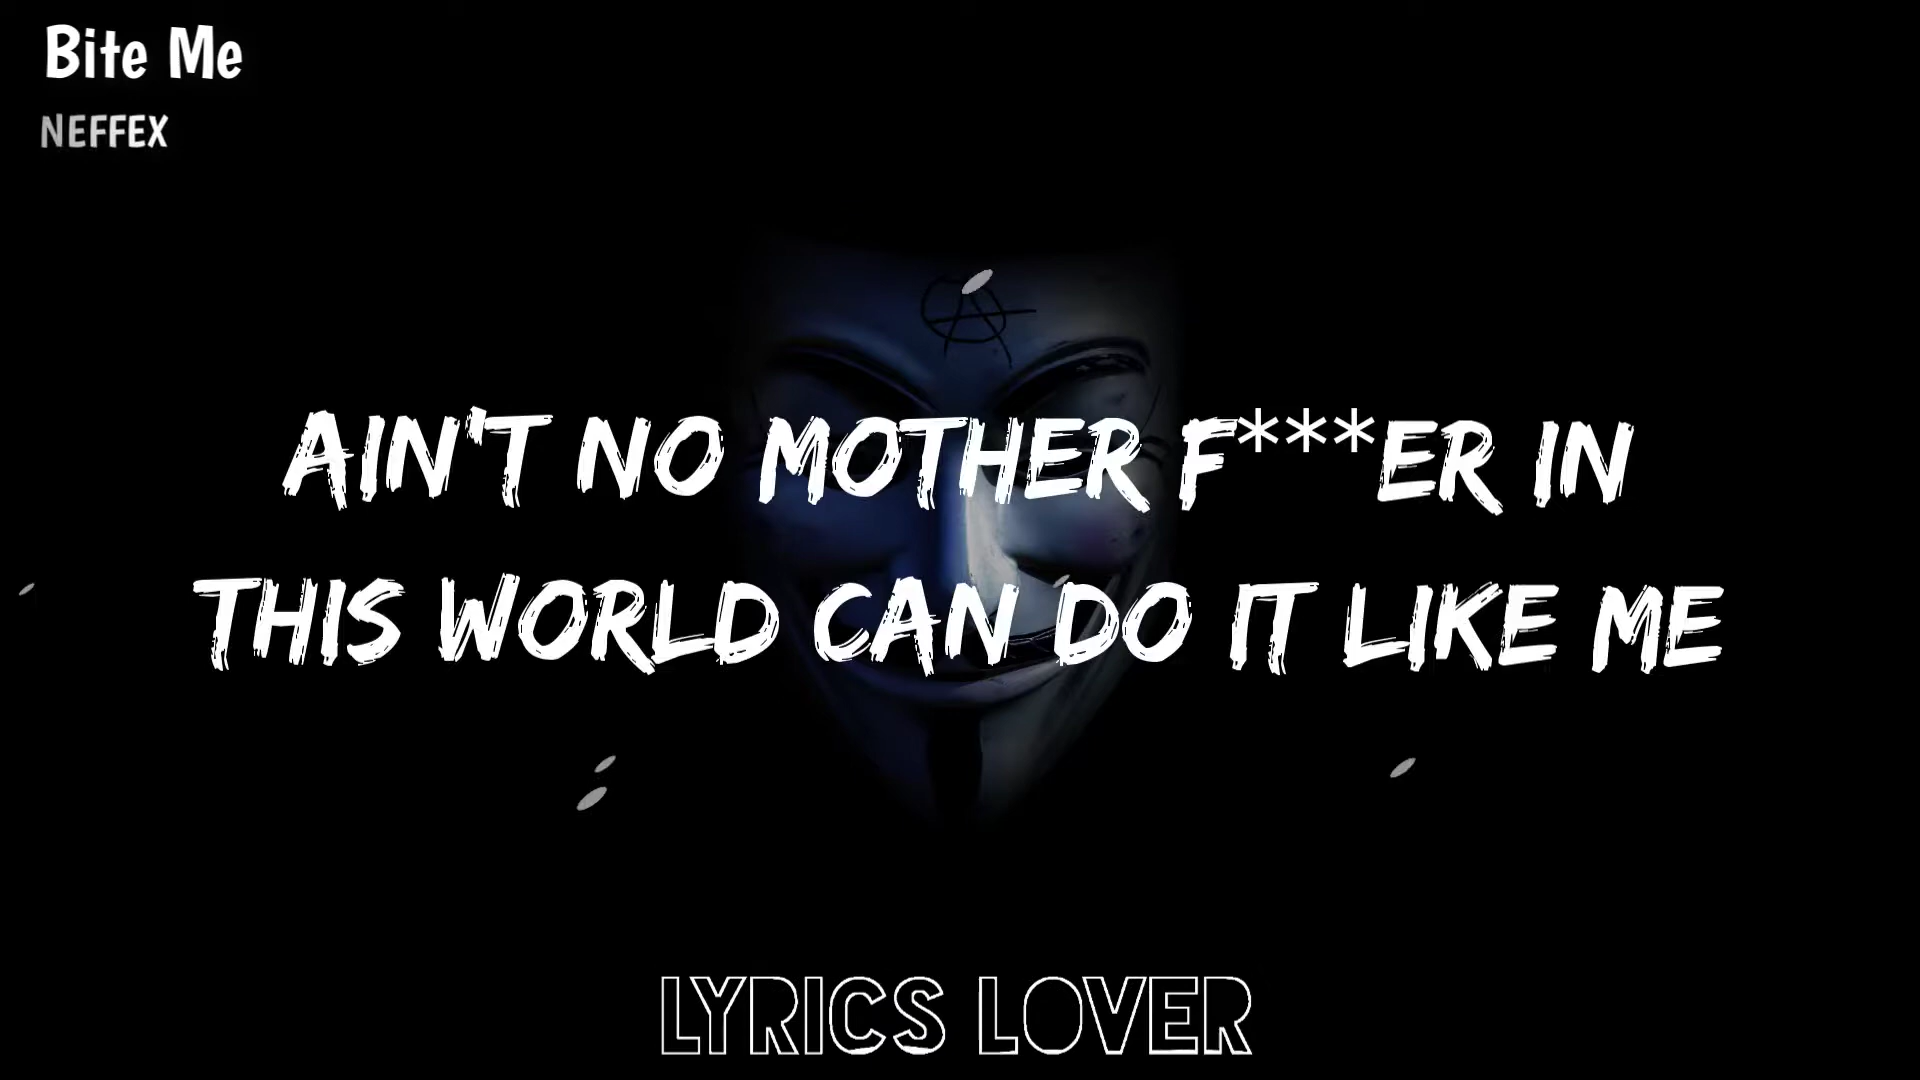 Bite Me
NEFFEX
AIN'T NO MOTHER F***ER IN
THIS WORLD CAN DO IT LIKE ME
LYRICS LOVER